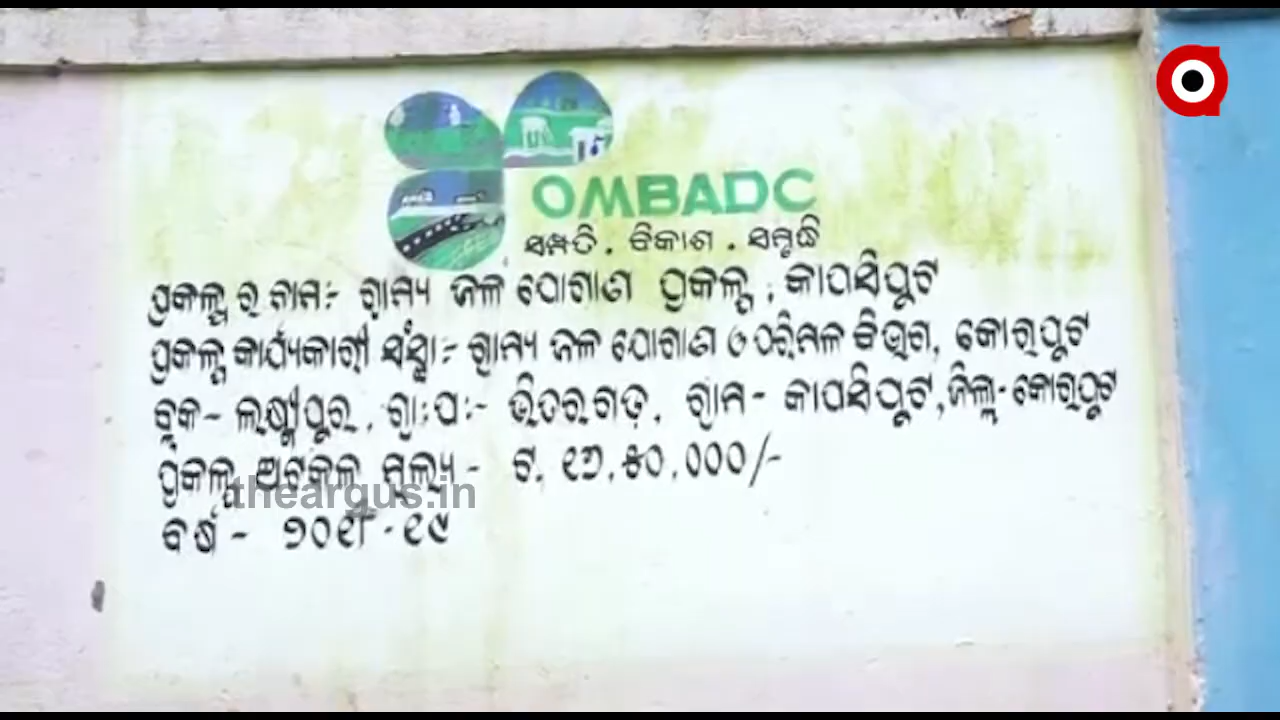 OMBADC
ସମ୍ପତି . ବିକାଶ . ସମୃଦ୍ଧି
ପ୍ରକଳ୍ପ ର ନାମ:- ଗ୍ରାମ୍ୟ ଜଳ ଯୋଗାଣ ପ୍ରକଳ୍ପ , କାପସିପୁଟ
ପ୍ରକଳ୍ପ କାର୍ଯ୍ୟକାରୀ ସଂସ୍ଥା:- ଗ୍ରାମ୍ୟ ଜଳ ଯୋଗାଣ ଓ ପରିମଳ ବିଭାଗ, କୋରାପୁଟ
ବ୍ଲକ- ଲକ୍ଷ୍ମୀପୁର , ଗ୍ରା:ପ:- ଭିତରଗଡ଼, ଗ୍ରାମ- କାପସିପୁଟ, ଜିଲ୍ଲା- କୋରାପୁଟ
ପ୍ରକଳ୍ପ ଅଟକଳ ମୂଲ୍ୟ - ଟ. ୧୬,୫୦,୦୦୦/-
theargus.in
ବର୍ଷ - ୨୦୧୮-୧୯